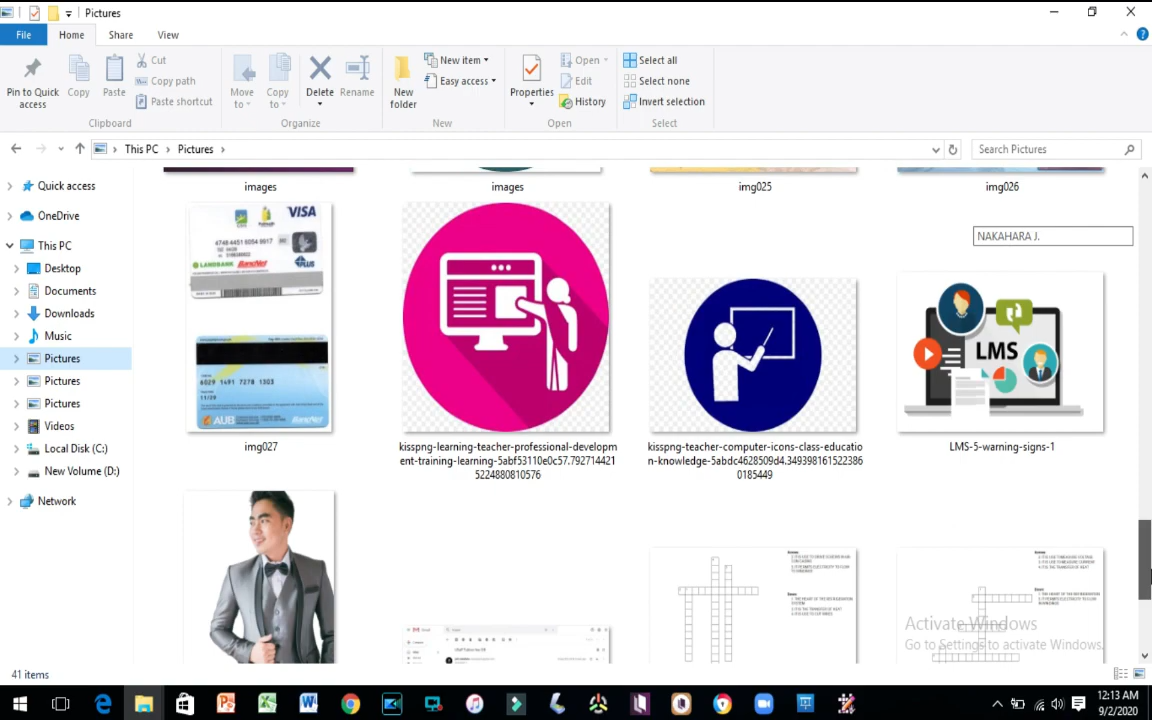 Pictures
File Home Share View
Pin to Quick access
Copy
Paste
Cut
Copy path
Paste shortcut
Clipboard
Move to
Copy to
Delete
Rename
Organize
New folder
New item
Easy access
New
Properties
Open
Edit
History
Open
Select all
Select none
Invert selection
Select
This PC > Pictures >
Search Pictures
Quick access
OneDrive
This PC
Desktop
Documents
Downloads
Music
Pictures
Pictures
Pictures
Videos
Local Disk (C:)
New Volume (D:)
Network
images
images
img025
img026
NAKAHARA J.
VISA
LANDBANK BancNet PLUS
AUB BancNet
LMS
img027
kisspng-learning-teacher-professional-developm
ent-training-learning-5abf53110e0c57.792714421
5224880810576
kisspng-teacher-computer-icons-class-educatio
n-knowledge-5abdc4628509d4.349398161522386
0185449
LMS-5-warning-signs-1
Activate Windows
Go to Settings to activate Windows.
41 items
12:13 AM
9/2/2020